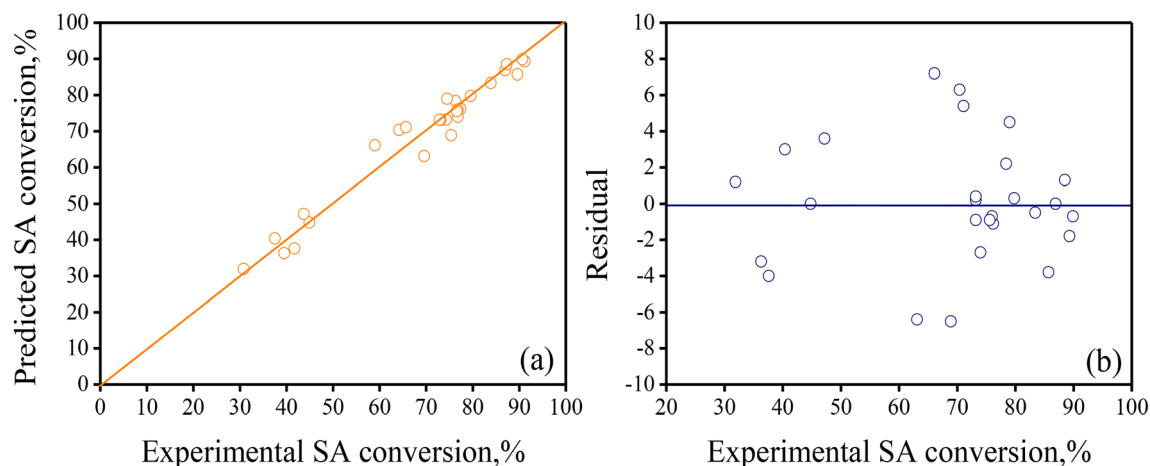 Predicted SA conversion,%
100
90
80
70
60
50
40
30
20
10
0
0 10 20 30 40 50 60 70 80 90 100
Experimental SA conversion,%
(a)
Residual
10
8
6
4
2
0
-2
-4
-6
-8
-10
20 30 40 50 60 70 80 90 100
Experimental SA conversion,%
(b)